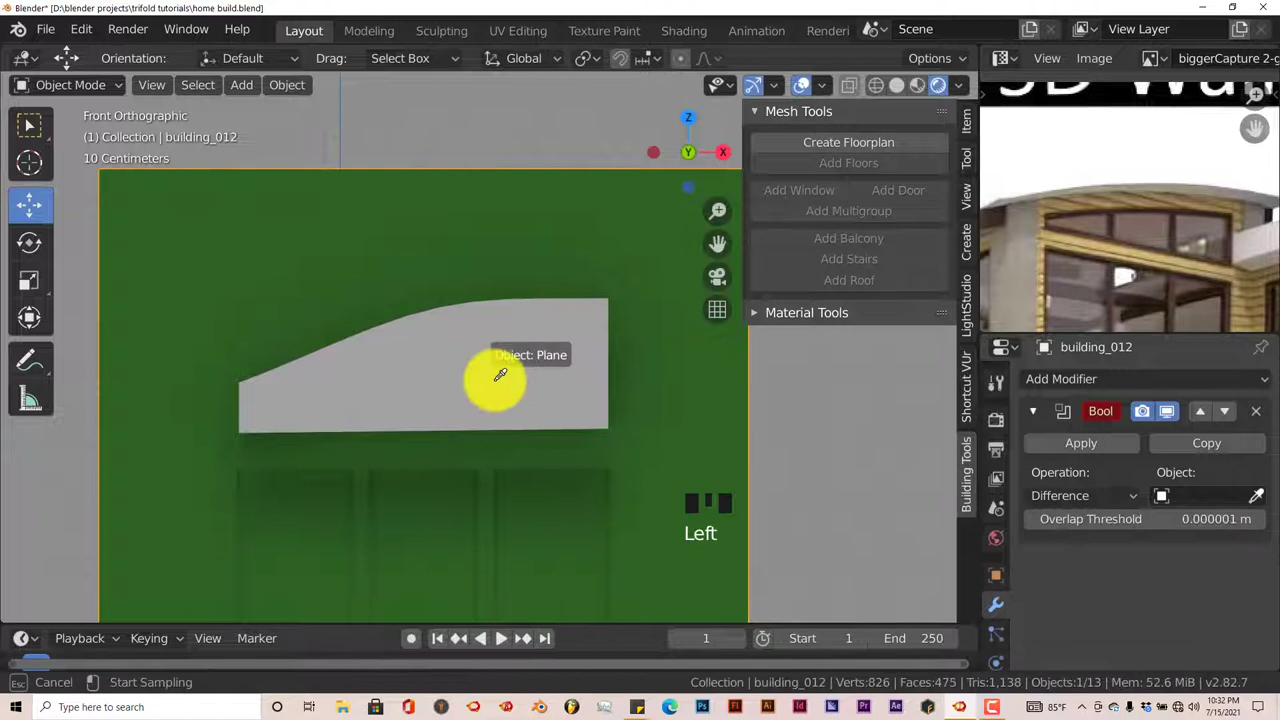 Blender* [D:\blender projects\trifold tutorials\home build.blend]
File Edit Render Window Help Layout Modeling Sculpting UV Editing Texture Paint Shading Animation Renderi Scene View Layer
Orientation: Default Drag: Select Box Global Options View Image biggerCapture 2-g
Object Mode View Select Add Object
Front Orthographic
(1) Collection | building_012
10 Centimeters
Z
Y
X
Mesh Tools
Create Floorplan
Add Floors
Add Window Add Door
Add Multigroup
Add Balcony
Add Stairs
Add Roof
Material Tools
Item
Tool
View
Create
LightStudio
Shortcut VUr
Building Tools
Object: Plane
Left
building_012
Add Modifier
Bool
Apply Copy
Operation: Object:
Difference
Overlap Threshold 0.000001 m
Playback Keying View Marker 1 Start 1 End 250
Esc Cancel Start Sampling Collection | building_012 | Verts:826 | Faces:475 | Tris:1,138 | Objects:1/13 | Mem: 52.6 MiB | v2.82.7
Type here to search 85°F 10:32 PM
7/15/2021